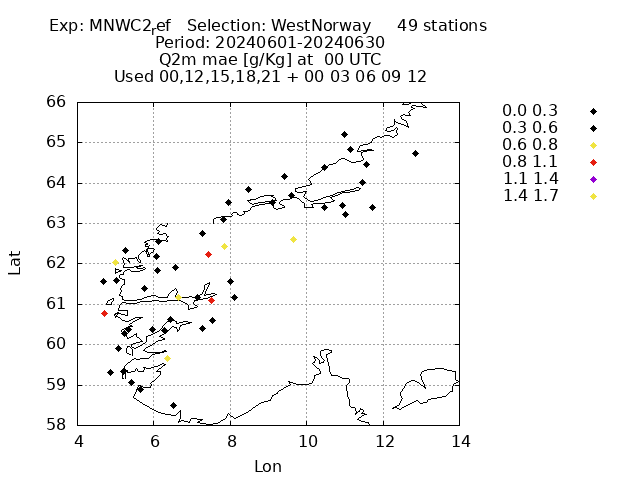 Exp: MNWC2ref   Selection: WestNorway     49 stations
Period: 20240601-20240630
Q2m mae [g/Kg] at  00 UTC
Used 00,12,15,18,21 + 00 03 06 09 12
0.0 0.3
0.3 0.6
0.6 0.8
0.8 1.1
1.1 1.4
1.4 1.7
66
65
64
63
62
61
60
59
58
Lat
4 6 8 10 12 14
Lon